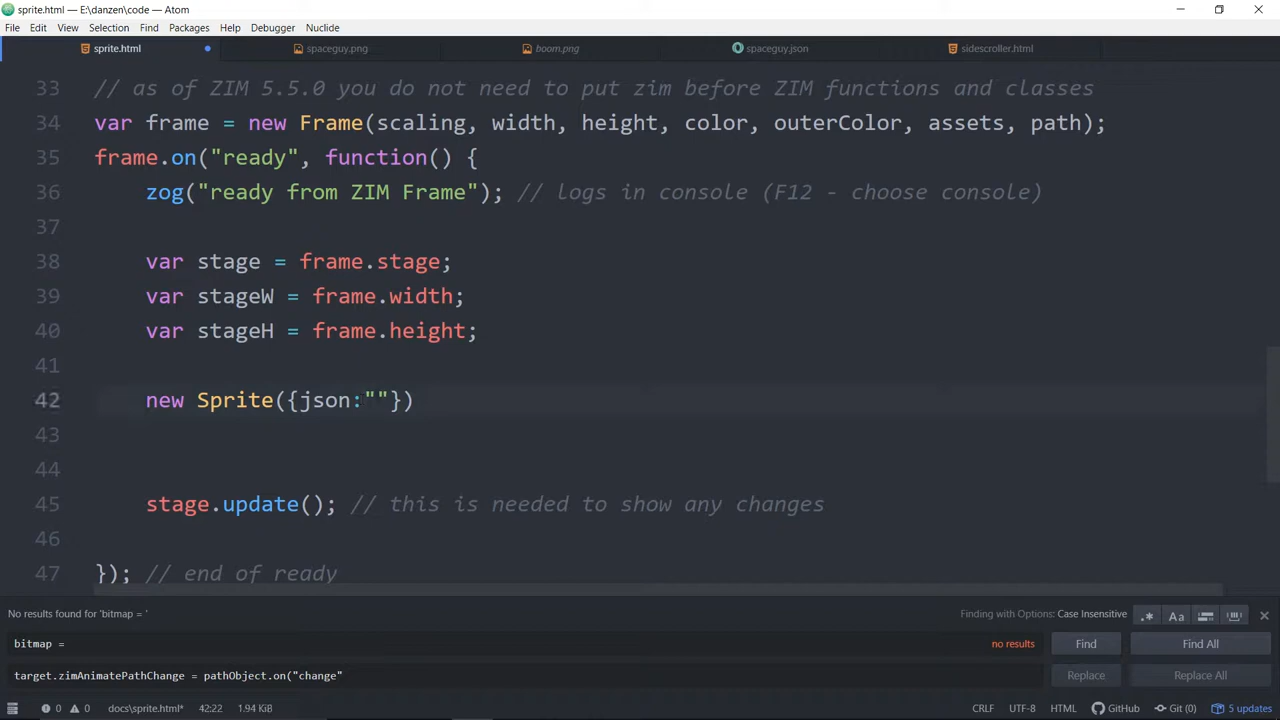 sprite.html — E:\danzen\code — Atom
File Edit View Selection Find Packages Help Debugger Nuclide
sprite.html spaceguy.png boom.png spaceguy.json sidescroller.html
33 // as of ZIM 5.5.0 you do not need to put zim before ZIM functions and classes
34 var frame = new Frame(scaling, width, height, color, outerColor, assets, path);
35 frame.on("ready", function() {
36 zog("ready from ZIM Frame"); // logs in console (F12 - choose console)
37
38 var stage = frame.stage;
39 var stageW = frame.width;
40 var stageH = frame.height;
41
42 new Sprite({json:""})
43
44
45 stage.update(); // this is needed to show any changes
46
47 }); // end of ready
No results found for 'bitmap = ' Finding with Options: Case Insensitive .* Aa
bitmap = no results Find Find All
target.zimAnimatePathChange = pathObject.on("change" Replace Replace All
0 0 docs\sprite.html* 42:22 1.94 KiB CRLF UTF-8 HTML GitHub Git (0) 5 updates